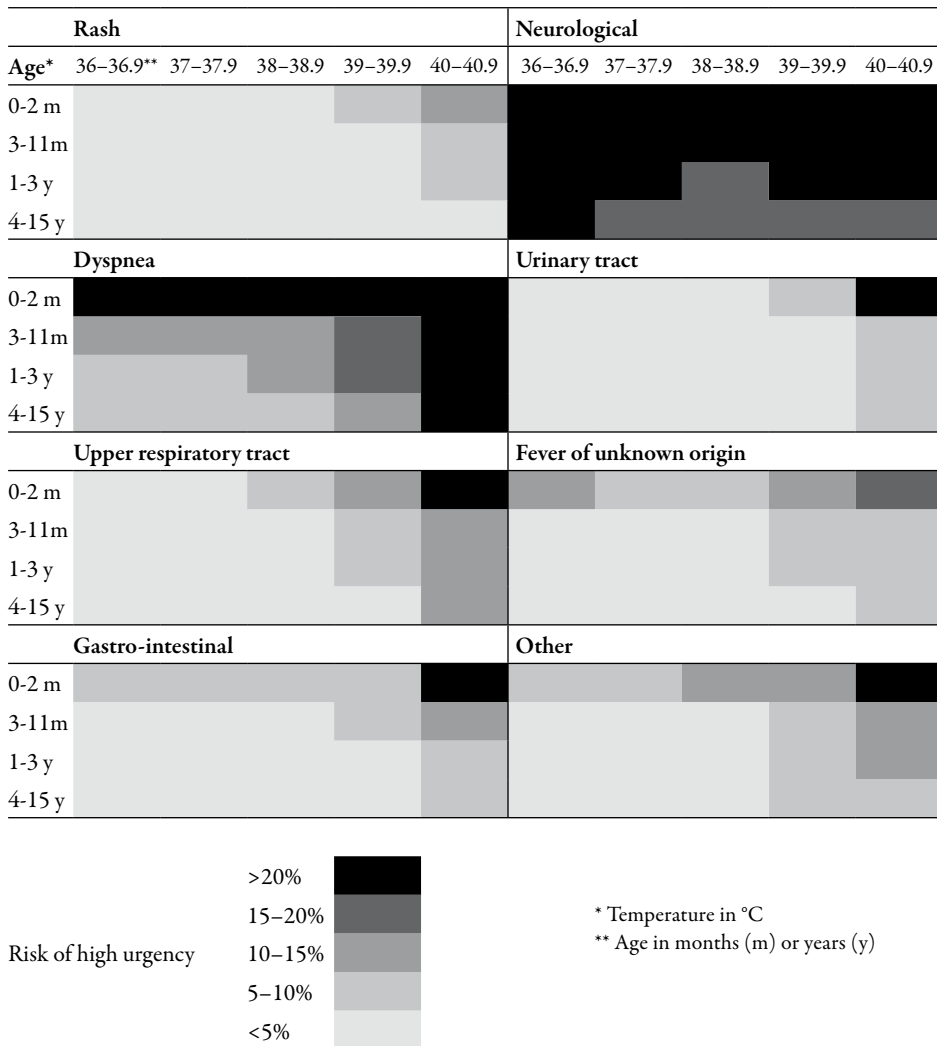 Rash Neurological
Age* 36–36.9** 37–37.9 38–38.9 39–39.9 40–40.9 36–36.9 37–37.9 38–38.9 39–39.9 40–40.9
0-2 m
3-11m
1-3 y
4-15 y
Dyspnea Urinary tract
0-2 m
3-11m
1-3 y
4-15 y
Upper respiratory tract Fever of unknown origin
0-2 m
3-11m
1-3 y
4-15 y
Gastro-intestinal Other
0-2 m
3-11m
1-3 y
4-15 y
>20%
15–20%
Risk of high urgency 10–15%
5–10%
<5%
* Temperature in °C
** Age in months (m) or years (y)